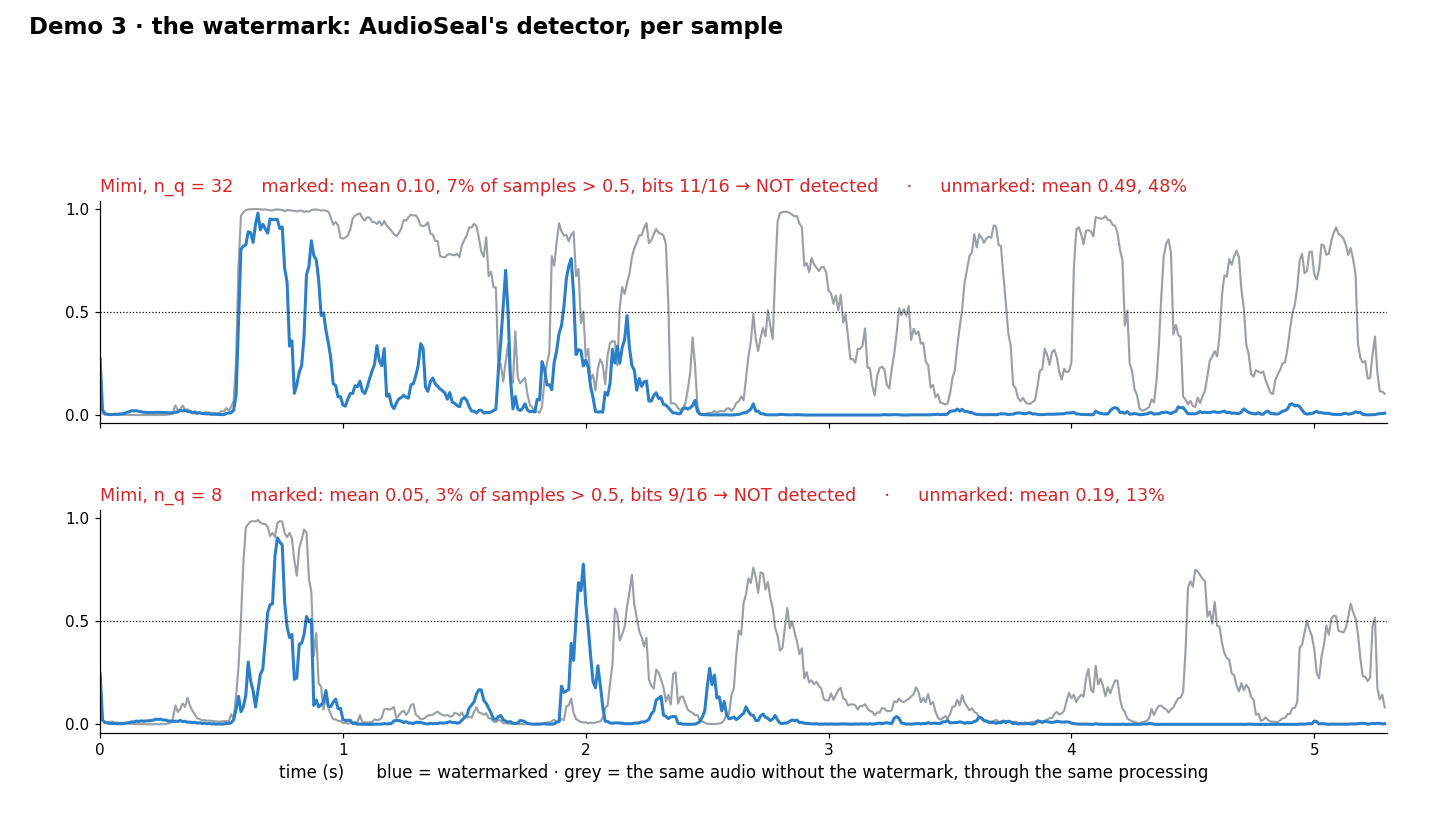 Demo 3 · the watermark: AudioSeal's detector, per sample
Mimi, n_q = 32 marked: mean 0.10, 7% of samples > 0.5, bits 11/16 → NOT detected · unmarked: mean 0.49, 48%
1.0
0.5
0.0
Mimi, n_q = 8 marked: mean 0.05, 3% of samples > 0.5, bits 9/16 → NOT detected · unmarked: mean 0.19, 13%
1.0
0.5
0.0
0 1 2 3 4 5
time (s) blue = watermarked · grey = the same audio without the watermark, through the same processing